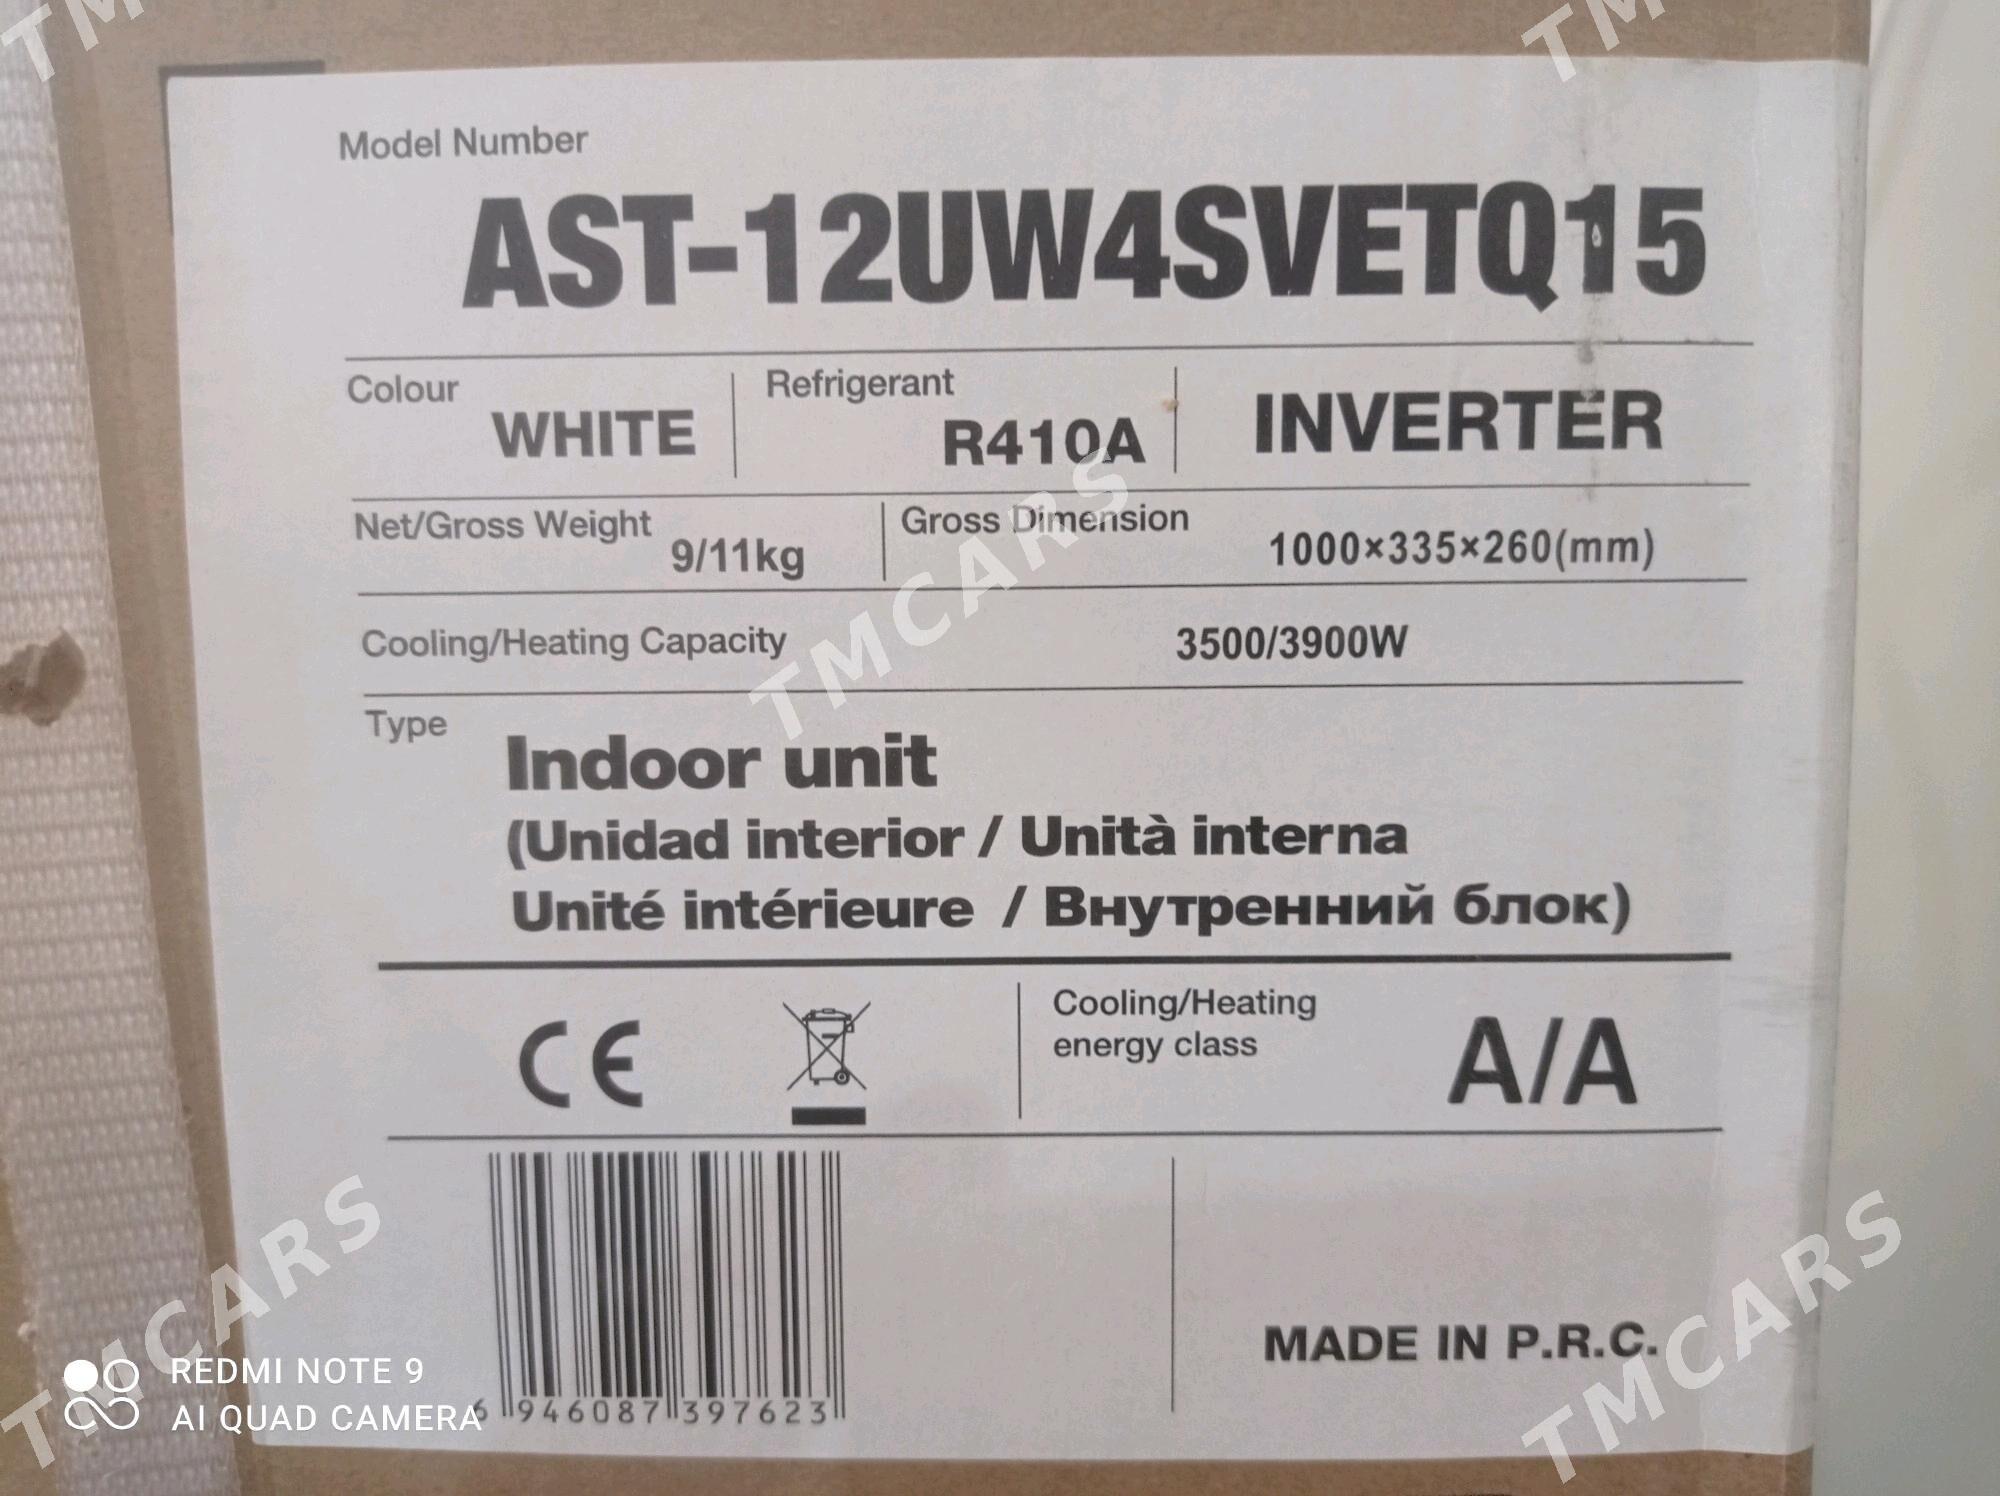 Model Number
AST-12UW4SVETQ15
Colour WHITE Refrigerant R410A INVERTER
Net/Gross Weight 9/11kg Gross Dimension 1000×335×260(mm)
Cooling/Heating Capacity 3500/3900W
Type
Indoor unit
(Unidad interior / Unità interna
Unité intérieure / Внутренний блок)
CE Cooling/Heating
energy class A/A
MADE IN P.R.C.
6 946087 397623
REDMI NOTE 9
AI QUAD CAMERA
TMCARS
TMCARS
TMCARS